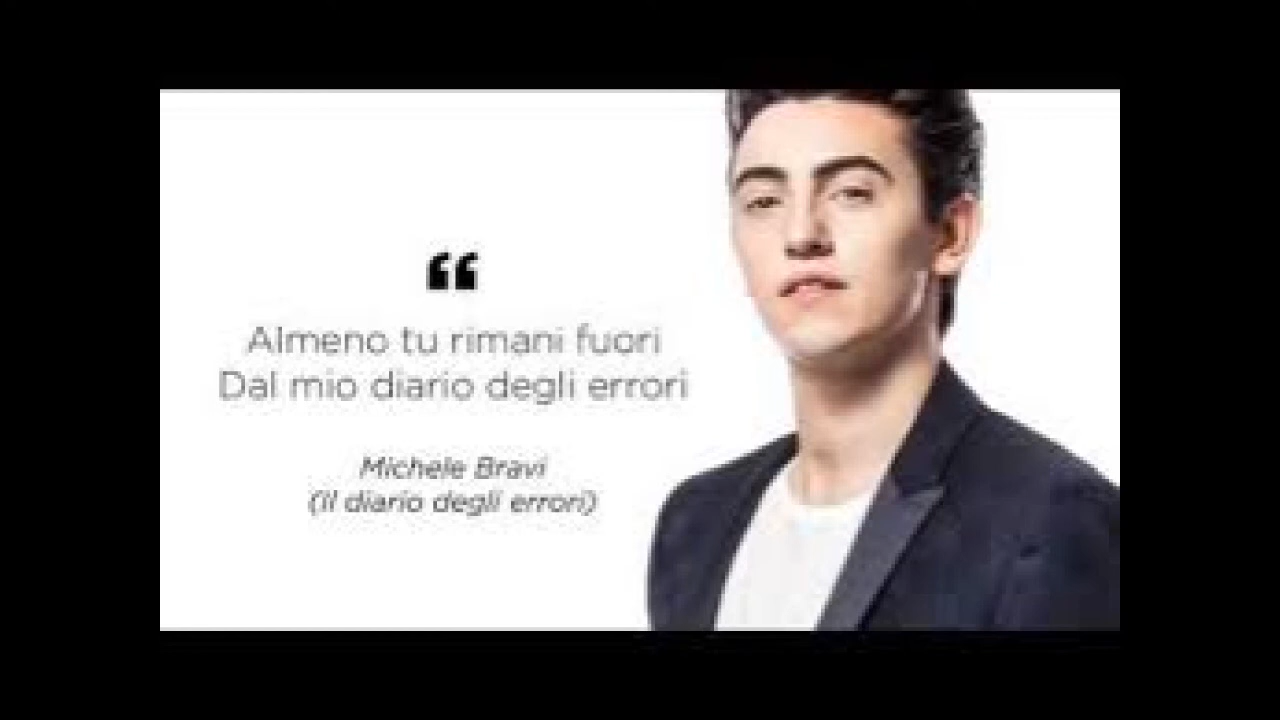 “
Almeno tu rimani fuori
Dal mio diario degli errori
Michele Bravi
(Il diario degli errori)